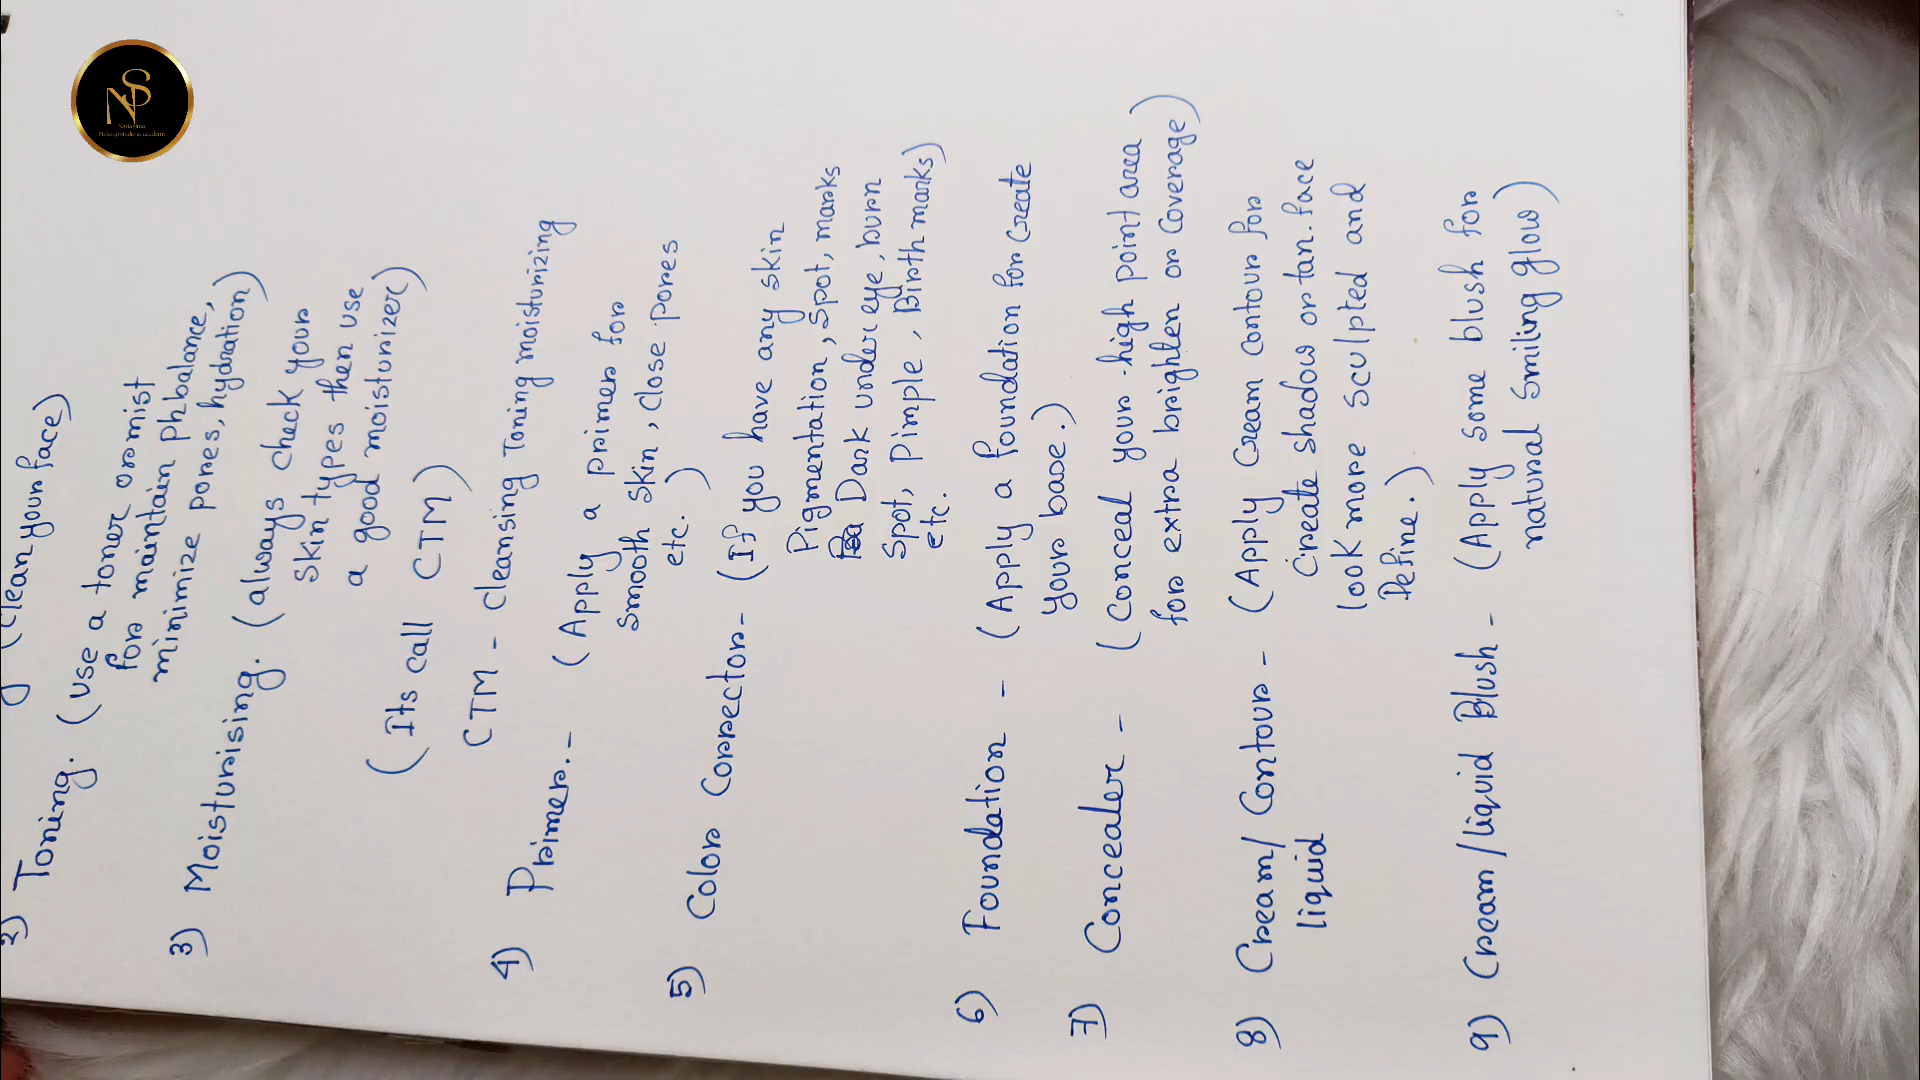 (Clean your face)
2) Toning. (Use a toner or mist
for maintain phbalance,
minimize pores, hydration)
3) Moisturising. (always check your
skin types then use
a good moisturizer)
(Its call CTM)
CTM - cleansing Toning moisturizing
4) Primer. - (Apply a primer for
smooth skin, close pores
etc.)
5) Color Corrector - (If you have any skin
Pigmentation, spot, marks
Dark under eye, burn
spot, pimple, Birth marks)
etc.
6) Foundation - (Apply a foundation for create
your base.)
7) Concealer - (Conceal your high point area
for extra brighten or coverage)
8) Cream/ Contour - (Apply cream contour for
liquid create shadow or tan. face
look more sculpted and
define.)
9) Cream/liquid Blush - (Apply some blush for
natural smiling glow)
NS